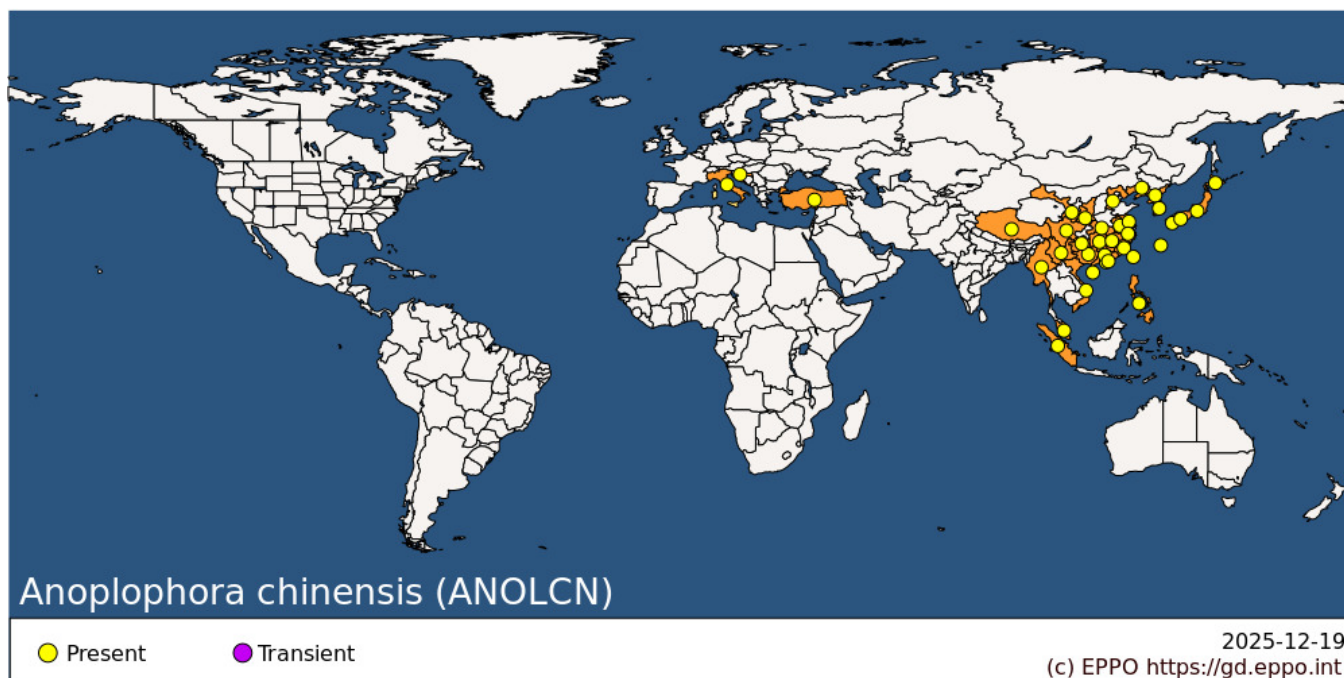 Anoplophora chinensis (ANOLCN)
Present
Transient
2025-12-19
(c) EPPO https://gd.eppo.int